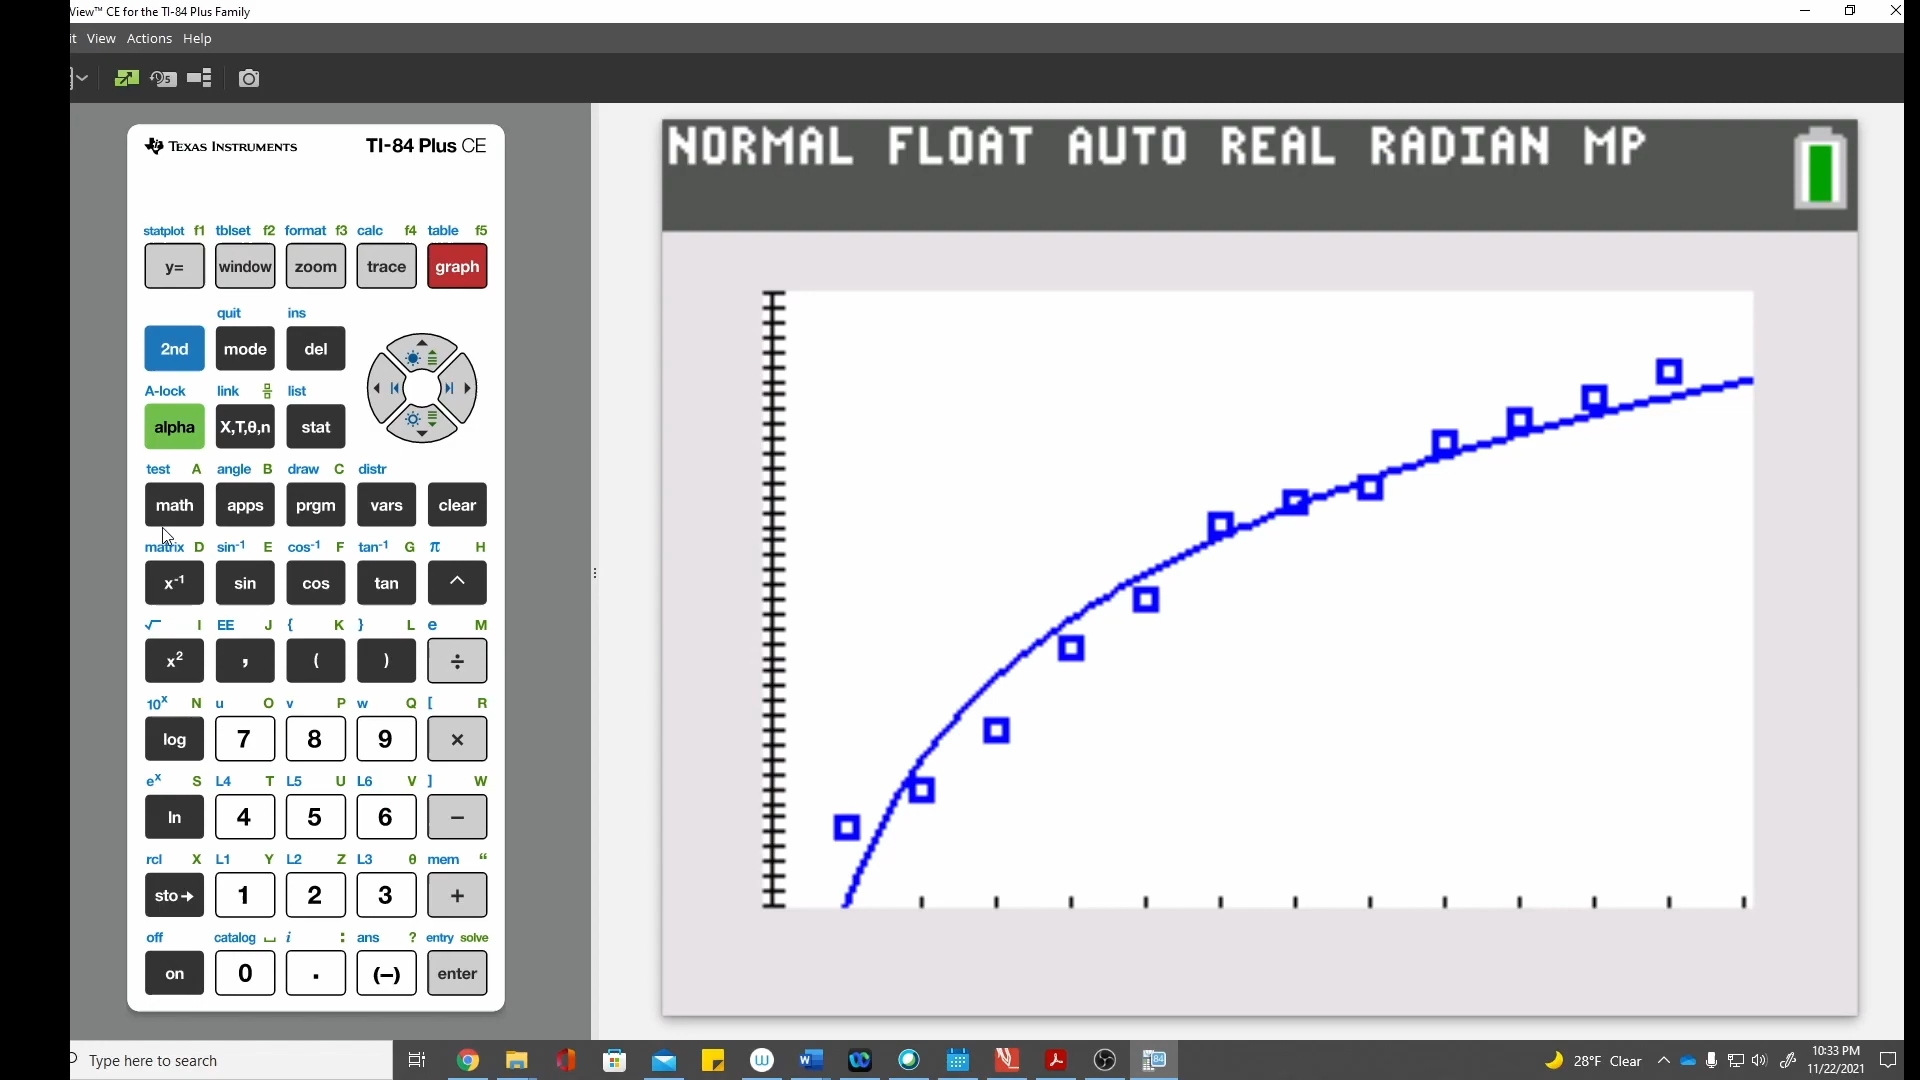 View™ CE for the TI-84 Plus Family
it View Actions Help
TEXAS INSTRUMENTS TI-84 Plus CE
statplot f1 tblset f2 format f3 calc f4 table f5
y= window zoom trace graph
quit ins
2nd mode del
A-lock link list
alpha X,T,θ,n stat
test A angle B draw C distr
math apps prgm vars clear
matrix D sin-1 E cos-1 F tan-1 G π H
x-1 sin cos tan ^
√ I EE J { K } L e M
x2 , ( ) ÷
10x N u O v P w Q [ R
log 7 8 9 ×
ex S L4 T L5 U L6 V ] W
ln 4 5 6 −
rcl X L1 Y L2 Z L3 θ mem “
sto→ 1 2 3 +
off catalog ⎵ i : ans ? entry solve
on 0 . (–) enter
NORMAL FLOAT AUTO REAL RADIAN MP
Type here to search
28°F Clear
10:33 PM
11/22/2021